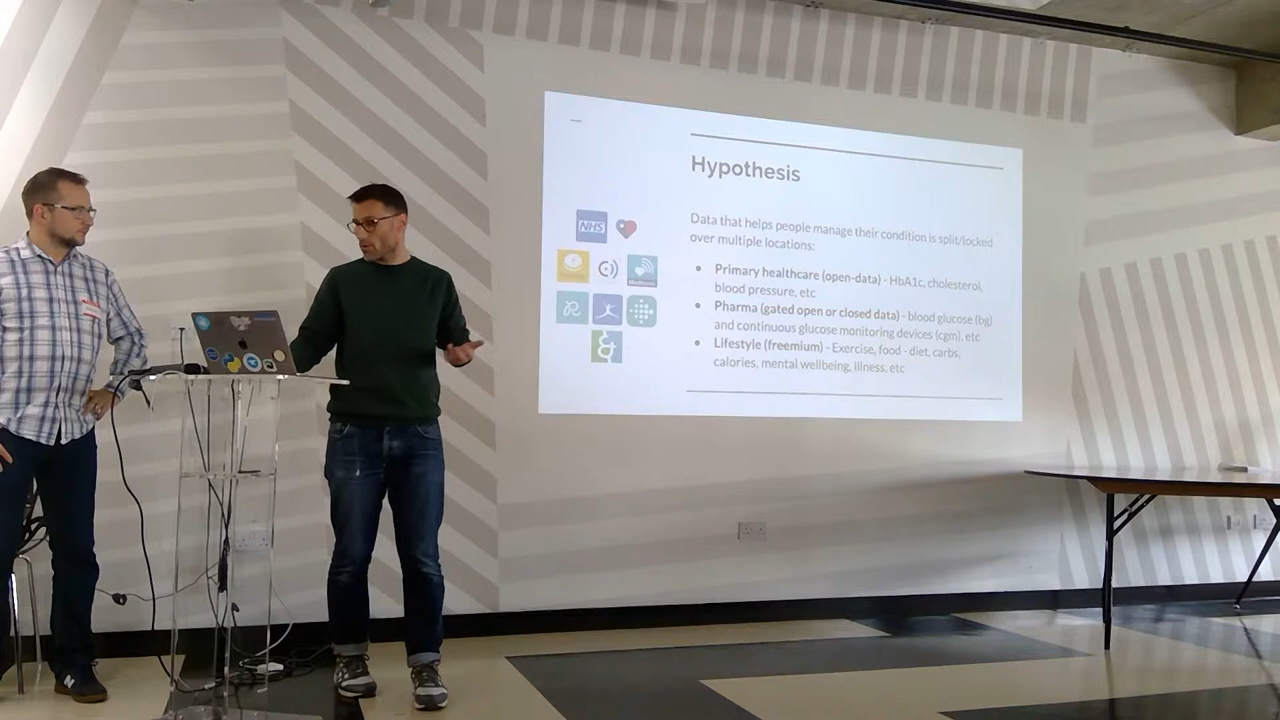 Hypothesis
NHS
Data that helps people manage their condition is split/locked
over multiple locations:
Primary healthcare (open-data) - HbA1c, cholesterol,
blood pressure, etc
Pharma (gated open or closed data) - blood glucose (bg)
and continuous glucose monitoring devices (cgm), etc
Lifestyle (freemium) - Exercise, food - diet, carbs,
calories, mental wellbeing, illness, etc